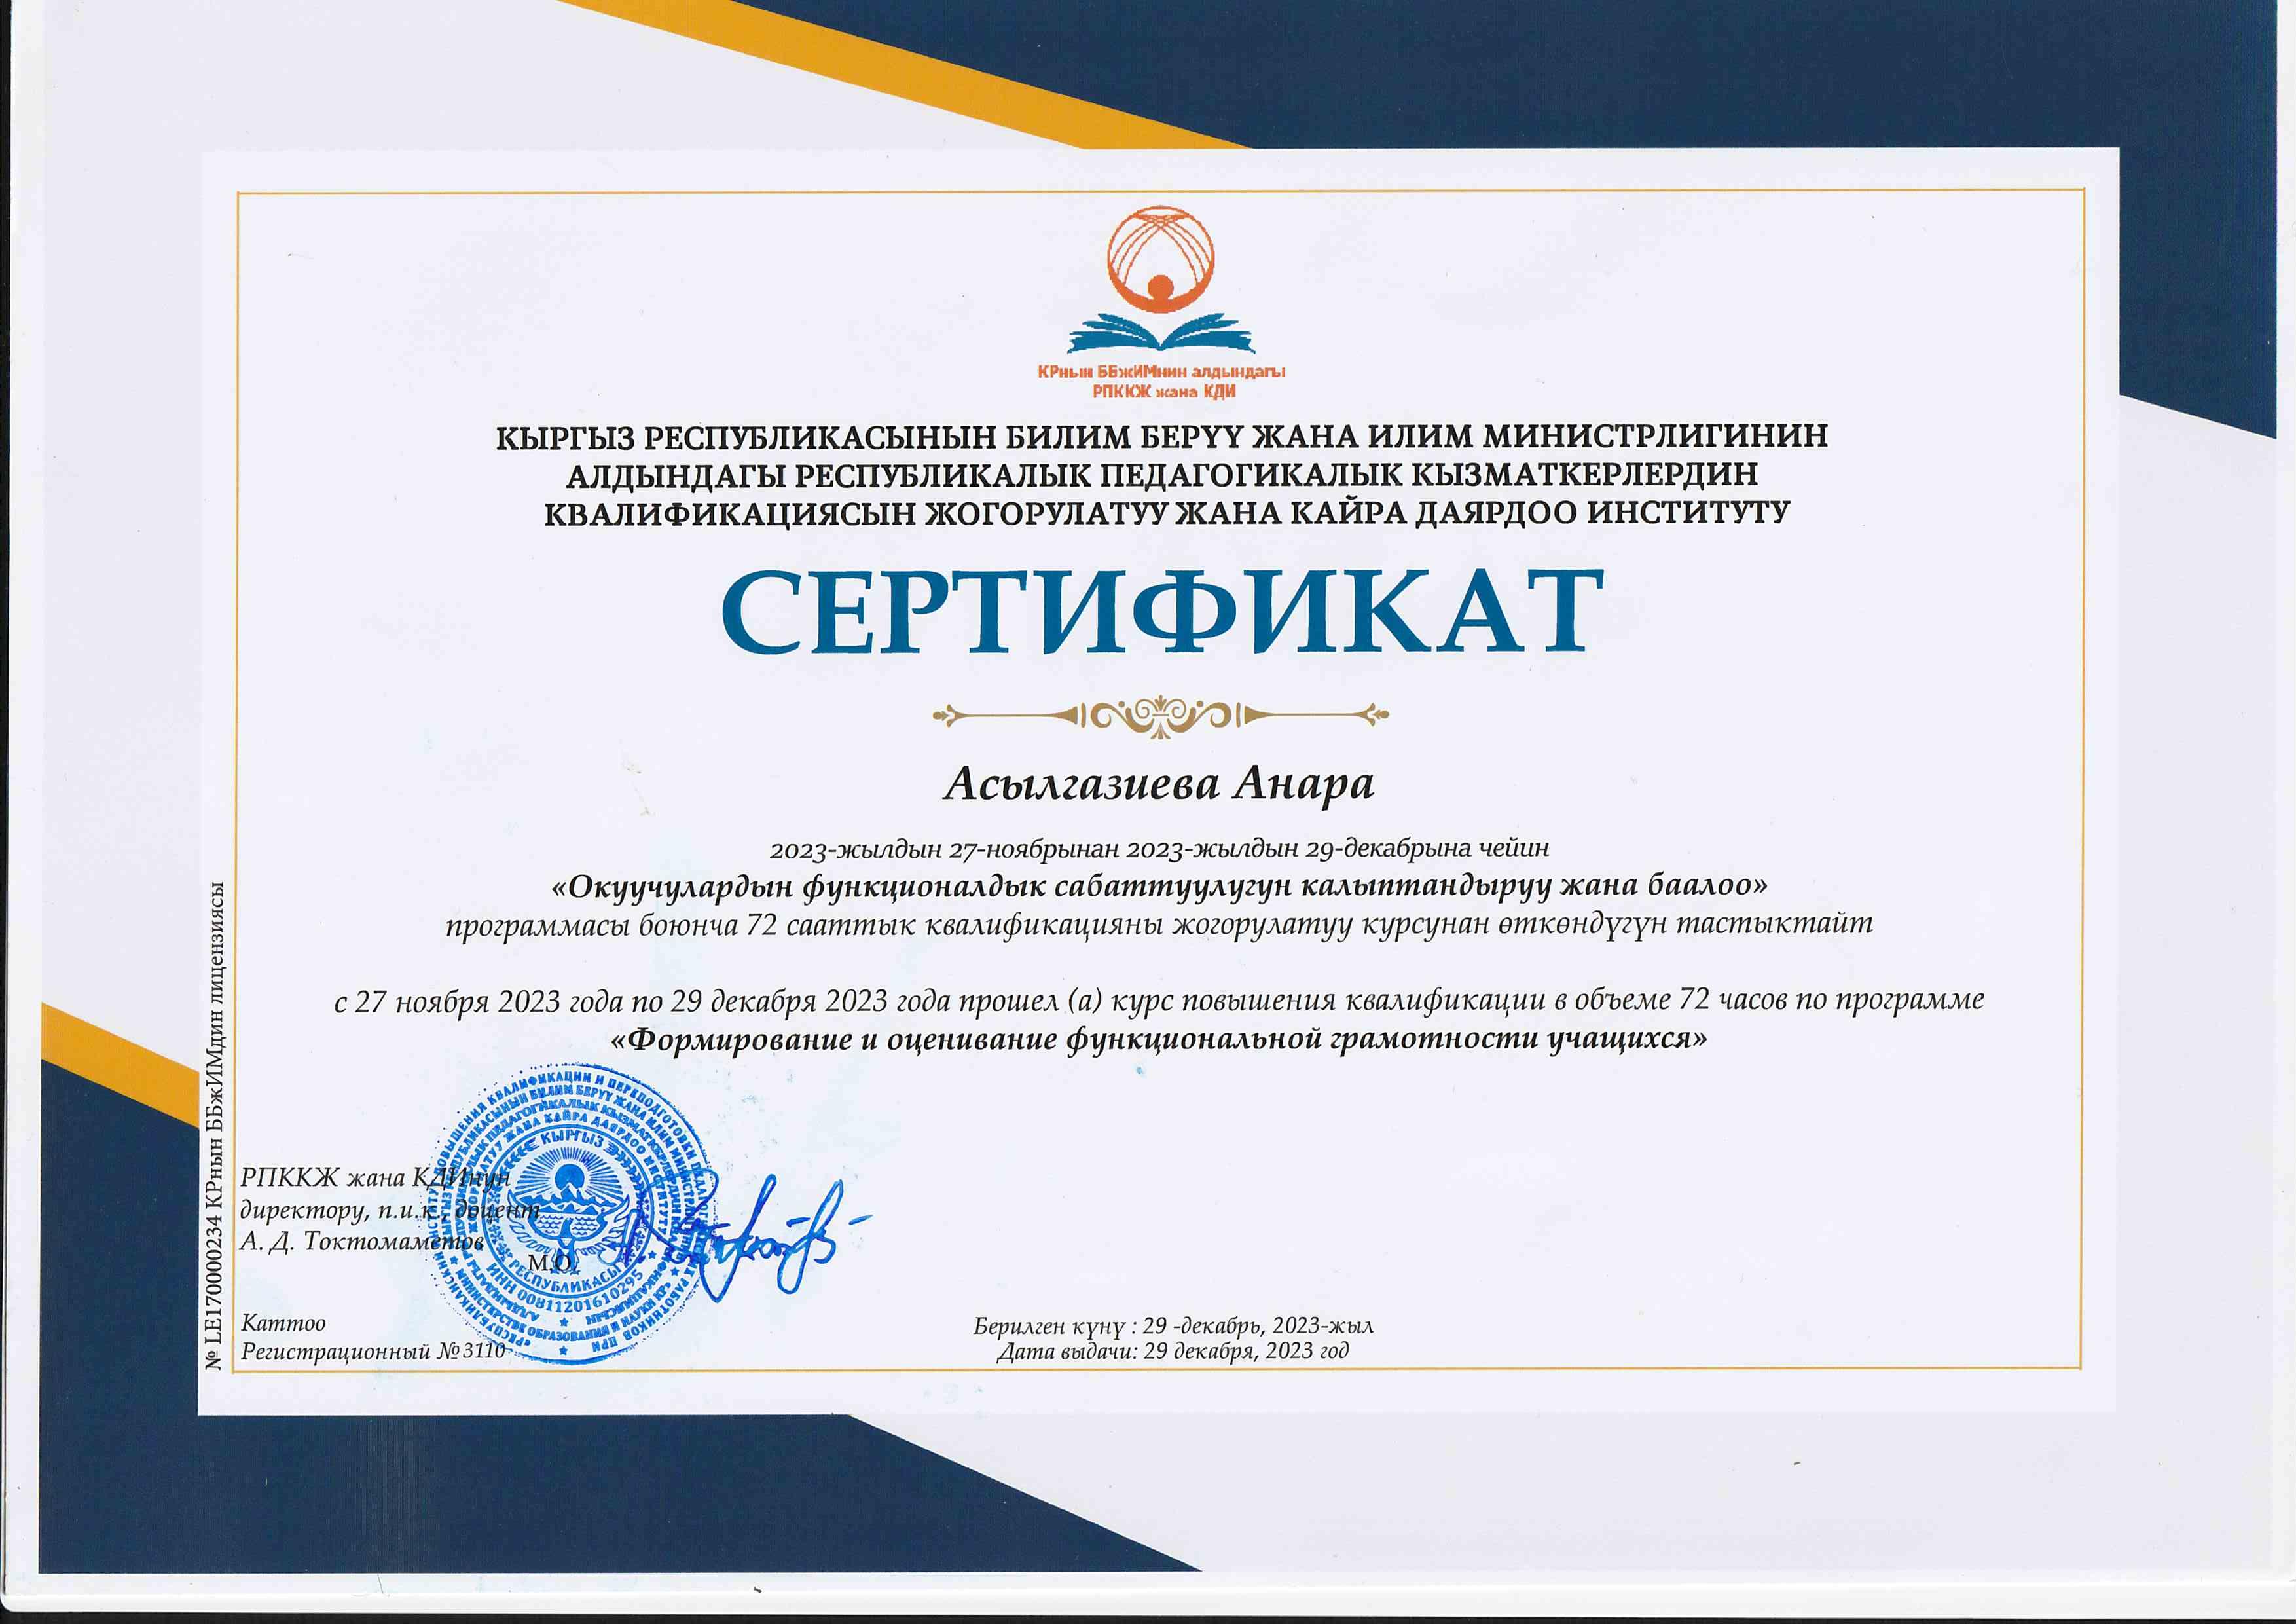 КРнын ББжИМнин алдындагы
РПККЖ жана КДИ
КЫРГЫЗ РЕСПУБЛИКАСЫНЫН БИЛИМ БЕРҮҮ ЖАНА ИЛИМ МИНИСТРЛИГИНИН
АЛДЫНДАГЫ РЕСПУБЛИКАЛЫК ПЕДАГОГИКАЛЫК КЫЗМАТКЕРЛЕРДИН
КВАЛИФИКАЦИЯСЫН ЖОГОРУЛАТУУ ЖАНА КАЙРА ДАЯРДОО ИНСТИТУТУ
СЕРТИФИКАТ
Асылгазиева Анара
2023-жылдын 27-ноябрынан 2023-жылдын 29-декабрына чейин
«Окуучулардын функционалдык сабаттуулугун калыптандыруу жана баалоо»
программасы боюнча 72 сааттык квалификацияны жогорулатуу курсунан өткөндүгүн тастыктайт
с 27 ноября 2023 года по 29 декабря 2023 года прошел (а) курс повышения квалификации в объеме 72 часов по программе
«Формирование и оценивание функциональной грамотности учащихся»
№ LE170000234 КРнын ББжИМдин лицензиясы
РПККЖ жана КДИнун
директору, п.и.к., доцент
А. Д. Токтомаметов
М.О.
КЫРГЫЗ
РЕСПУБЛИКАСЫ
ИНН 00811201610295
Каттоо
Регистрационный №3110
Берилген күнү : 29 -декабрь, 2023-жыл
Дата выдачи: 29 декабря, 2023 год